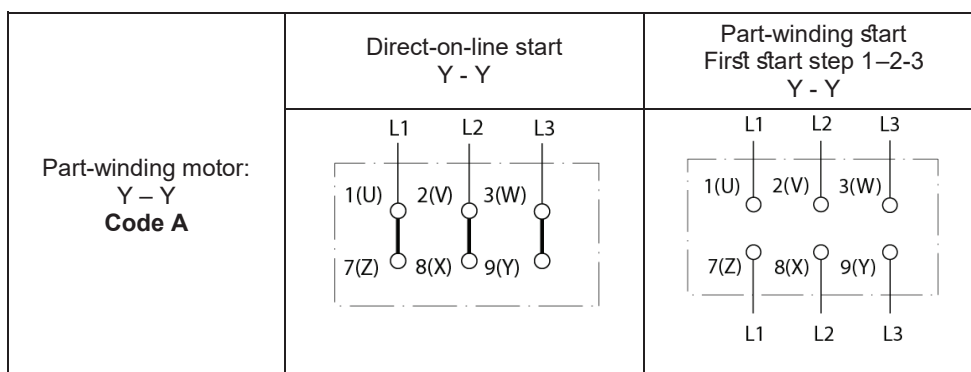 Part-winding motor:
Y – Y
Code A
Direct-on-line start
Y - Y
Part-winding start
First start step 1–2-3
Y - Y
L1 L2 L3
1(U) 2(V) 3(W)
7(Z) 8(X) 9(Y)
L1 L2 L3
1(U) 2(V) 3(W)
7(Z) 8(X) 9(Y)
L1 L2 L3